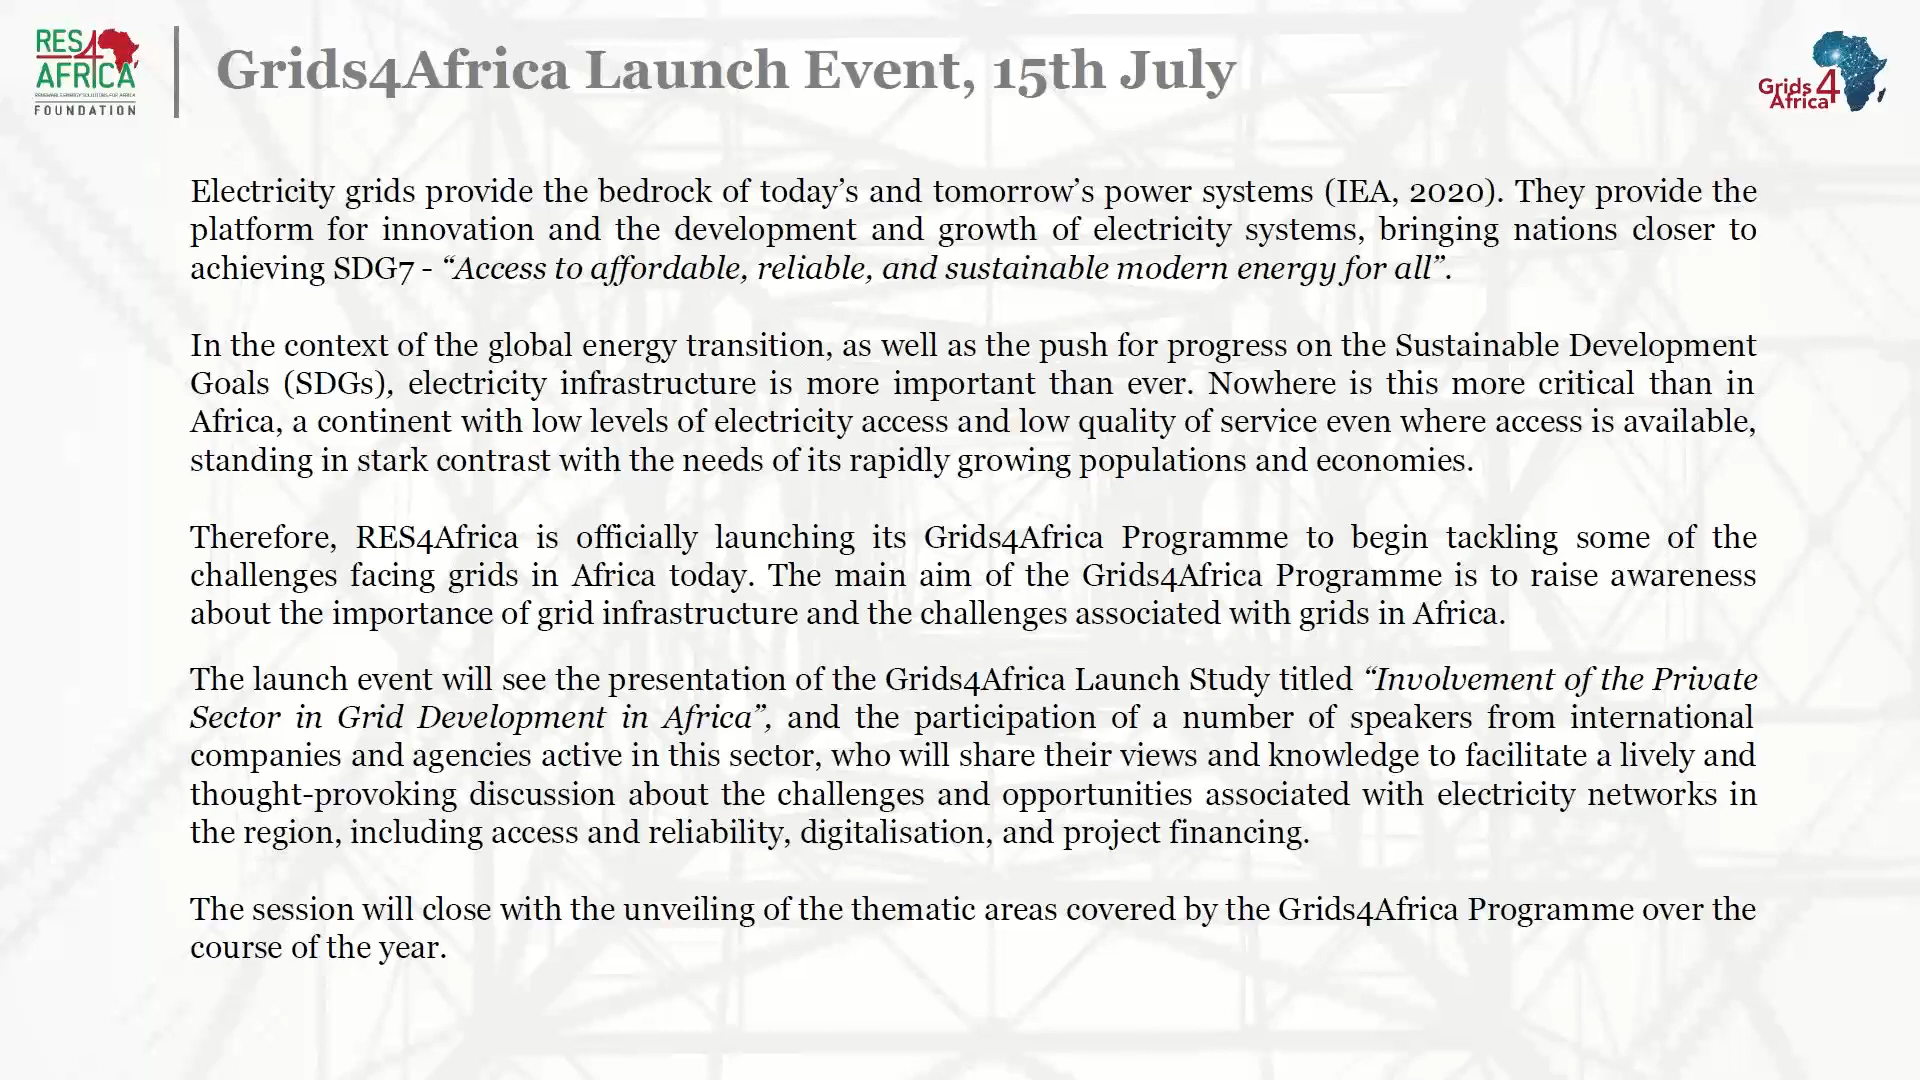 RES4
AFRICA
FOUNDATION
Grids4Africa Launch Event, 15th July
Grids 4
Africa
Electricity grids provide the bedrock of today’s and tomorrow’s power systems (IEA, 2020). They provide the
platform for innovation and the development and growth of electricity systems, bringing nations closer to
achieving SDG7 - “Access to affordable, reliable, and sustainable modern energy for all”.
In the context of the global energy transition, as well as the push for progress on the Sustainable Development
Goals (SDGs), electricity infrastructure is more important than ever. Nowhere is this more critical than in
Africa, a continent with low levels of electricity access and low quality of service even where access is available,
standing in stark contrast with the needs of its rapidly growing populations and economies.
Therefore, RES4Africa is officially launching its Grids4Africa Programme to begin tackling some of the
challenges facing grids in Africa today. The main aim of the Grids4Africa Programme is to raise awareness
about the importance of grid infrastructure and the challenges associated with grids in Africa.
The launch event will see the presentation of the Grids4Africa Launch Study titled “Involvement of the Private
Sector in Grid Development in Africa”, and the participation of a number of speakers from international
companies and agencies active in this sector, who will share their views and knowledge to facilitate a lively and
thought-provoking discussion about the challenges and opportunities associated with electricity networks in
the region, including access and reliability, digitalisation, and project financing.
The session will close with the unveiling of the thematic areas covered by the Grids4Africa Programme over the
course of the year.